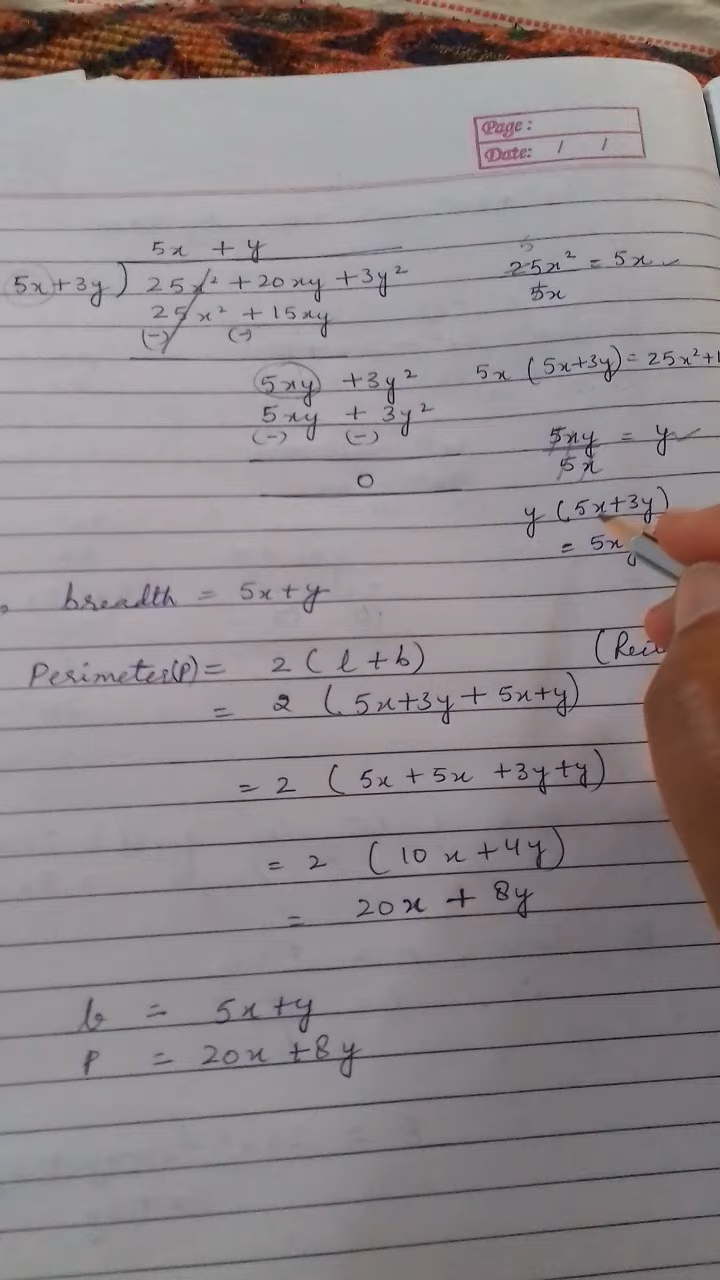 Page:
Date: / /
5x + y
5x+3y ) 25x² + 20xy + 3y²
25x² + 15xy
(-) (-)
5xy + 3y²
5xy + 3y²
(-) (-)
0
5
25x² = 5x ✓
5x
5x (5x+3y) = 25x²+1
5xy = y ✓
5x
y (5x+3y)
= 5x
breadth = 5x+y
Perimeter(P) = 2 ( l + b )
= 2 ( 5x+3y + 5x+y )
= 2 ( 5x + 5x + 3y + y )
= 2 ( 10x + 4y )
= 20x + 8y
b = 5x + y
P = 20x + 8y